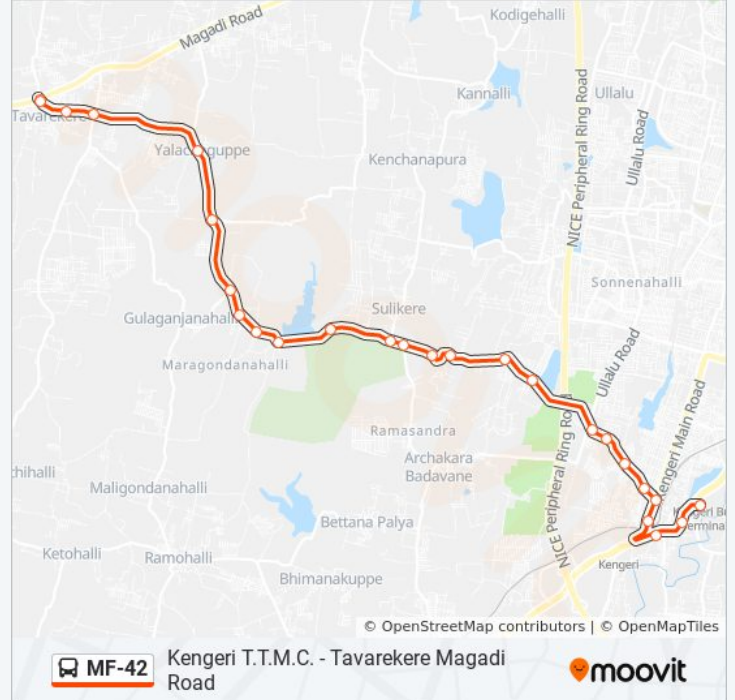 Kodigehalli
Magadi Road
Kannalli
Ullalu
Tavarekere
Yalachaguppe
Kenchanapura
NICE Peripheral Ring Road
Ullalu Road
Sonnenahalli
Sulikere
Gulaganjanahalli
Maragondanahalli
Ullalu Road
Kengeri Main Road
Ramasandra
Archakara
Badavane
NICE Peripheral Ring Road
chihalli
Maligondanahalli
Bettana Palya
Ketohalli
Ramohalli
Kengeri
Bhimanakuppe
© OpenStreetMap contributors | © OpenMapTiles
MF-42
Kengeri T.T.M.C. - Tavarekere Magadi
Road
moovit